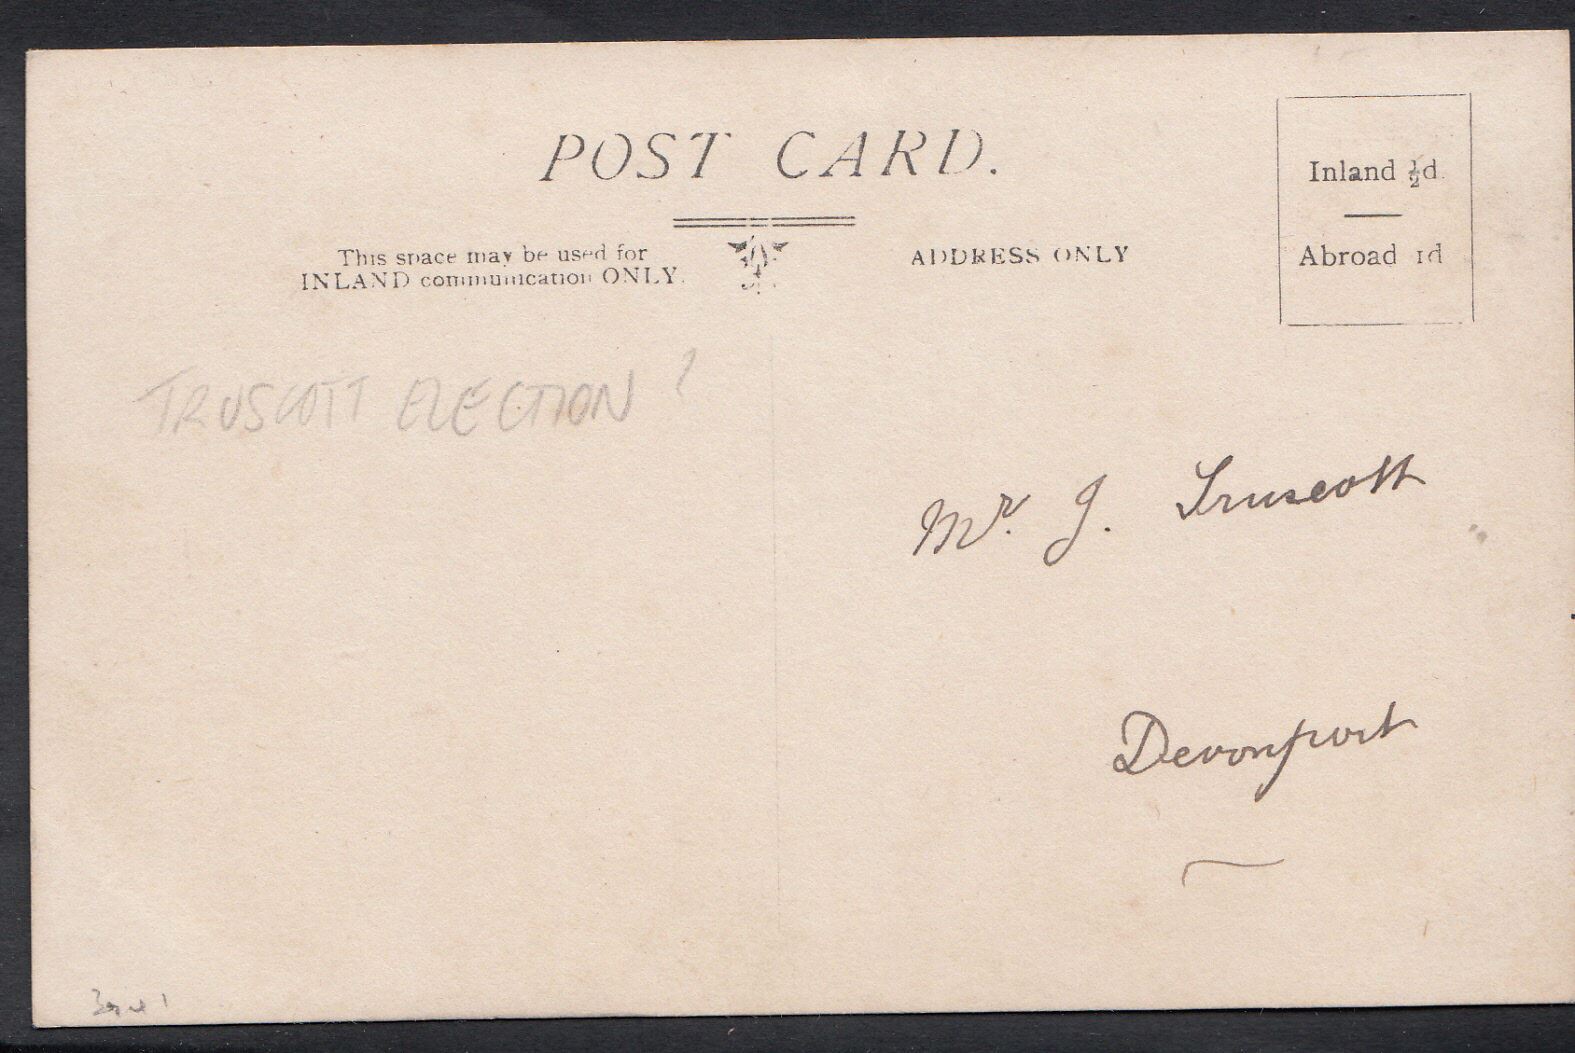 POST CARD.
Inland ½d.
Abroad 1d
This space may be used for
INLAND communication ONLY.
ADDRESS ONLY
TRUSCOTT ELECTION ?
Mr. J. Truscott
Devonport